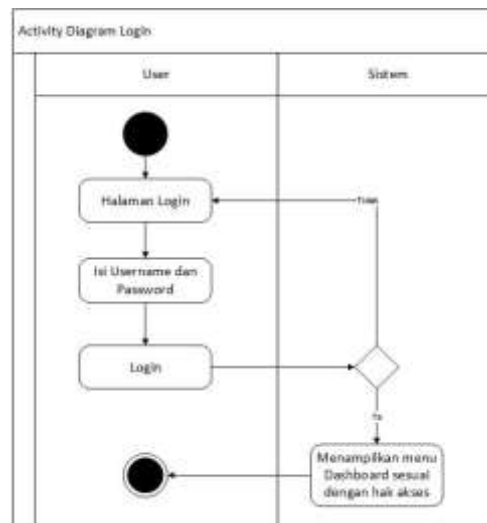 Activity Diagram Login
User
Sistem
Halaman Login
Tidak
Isi Username dan
Password
Login
Ya
Menampilkan menu
Dashboard sesuai
dengan hak akses